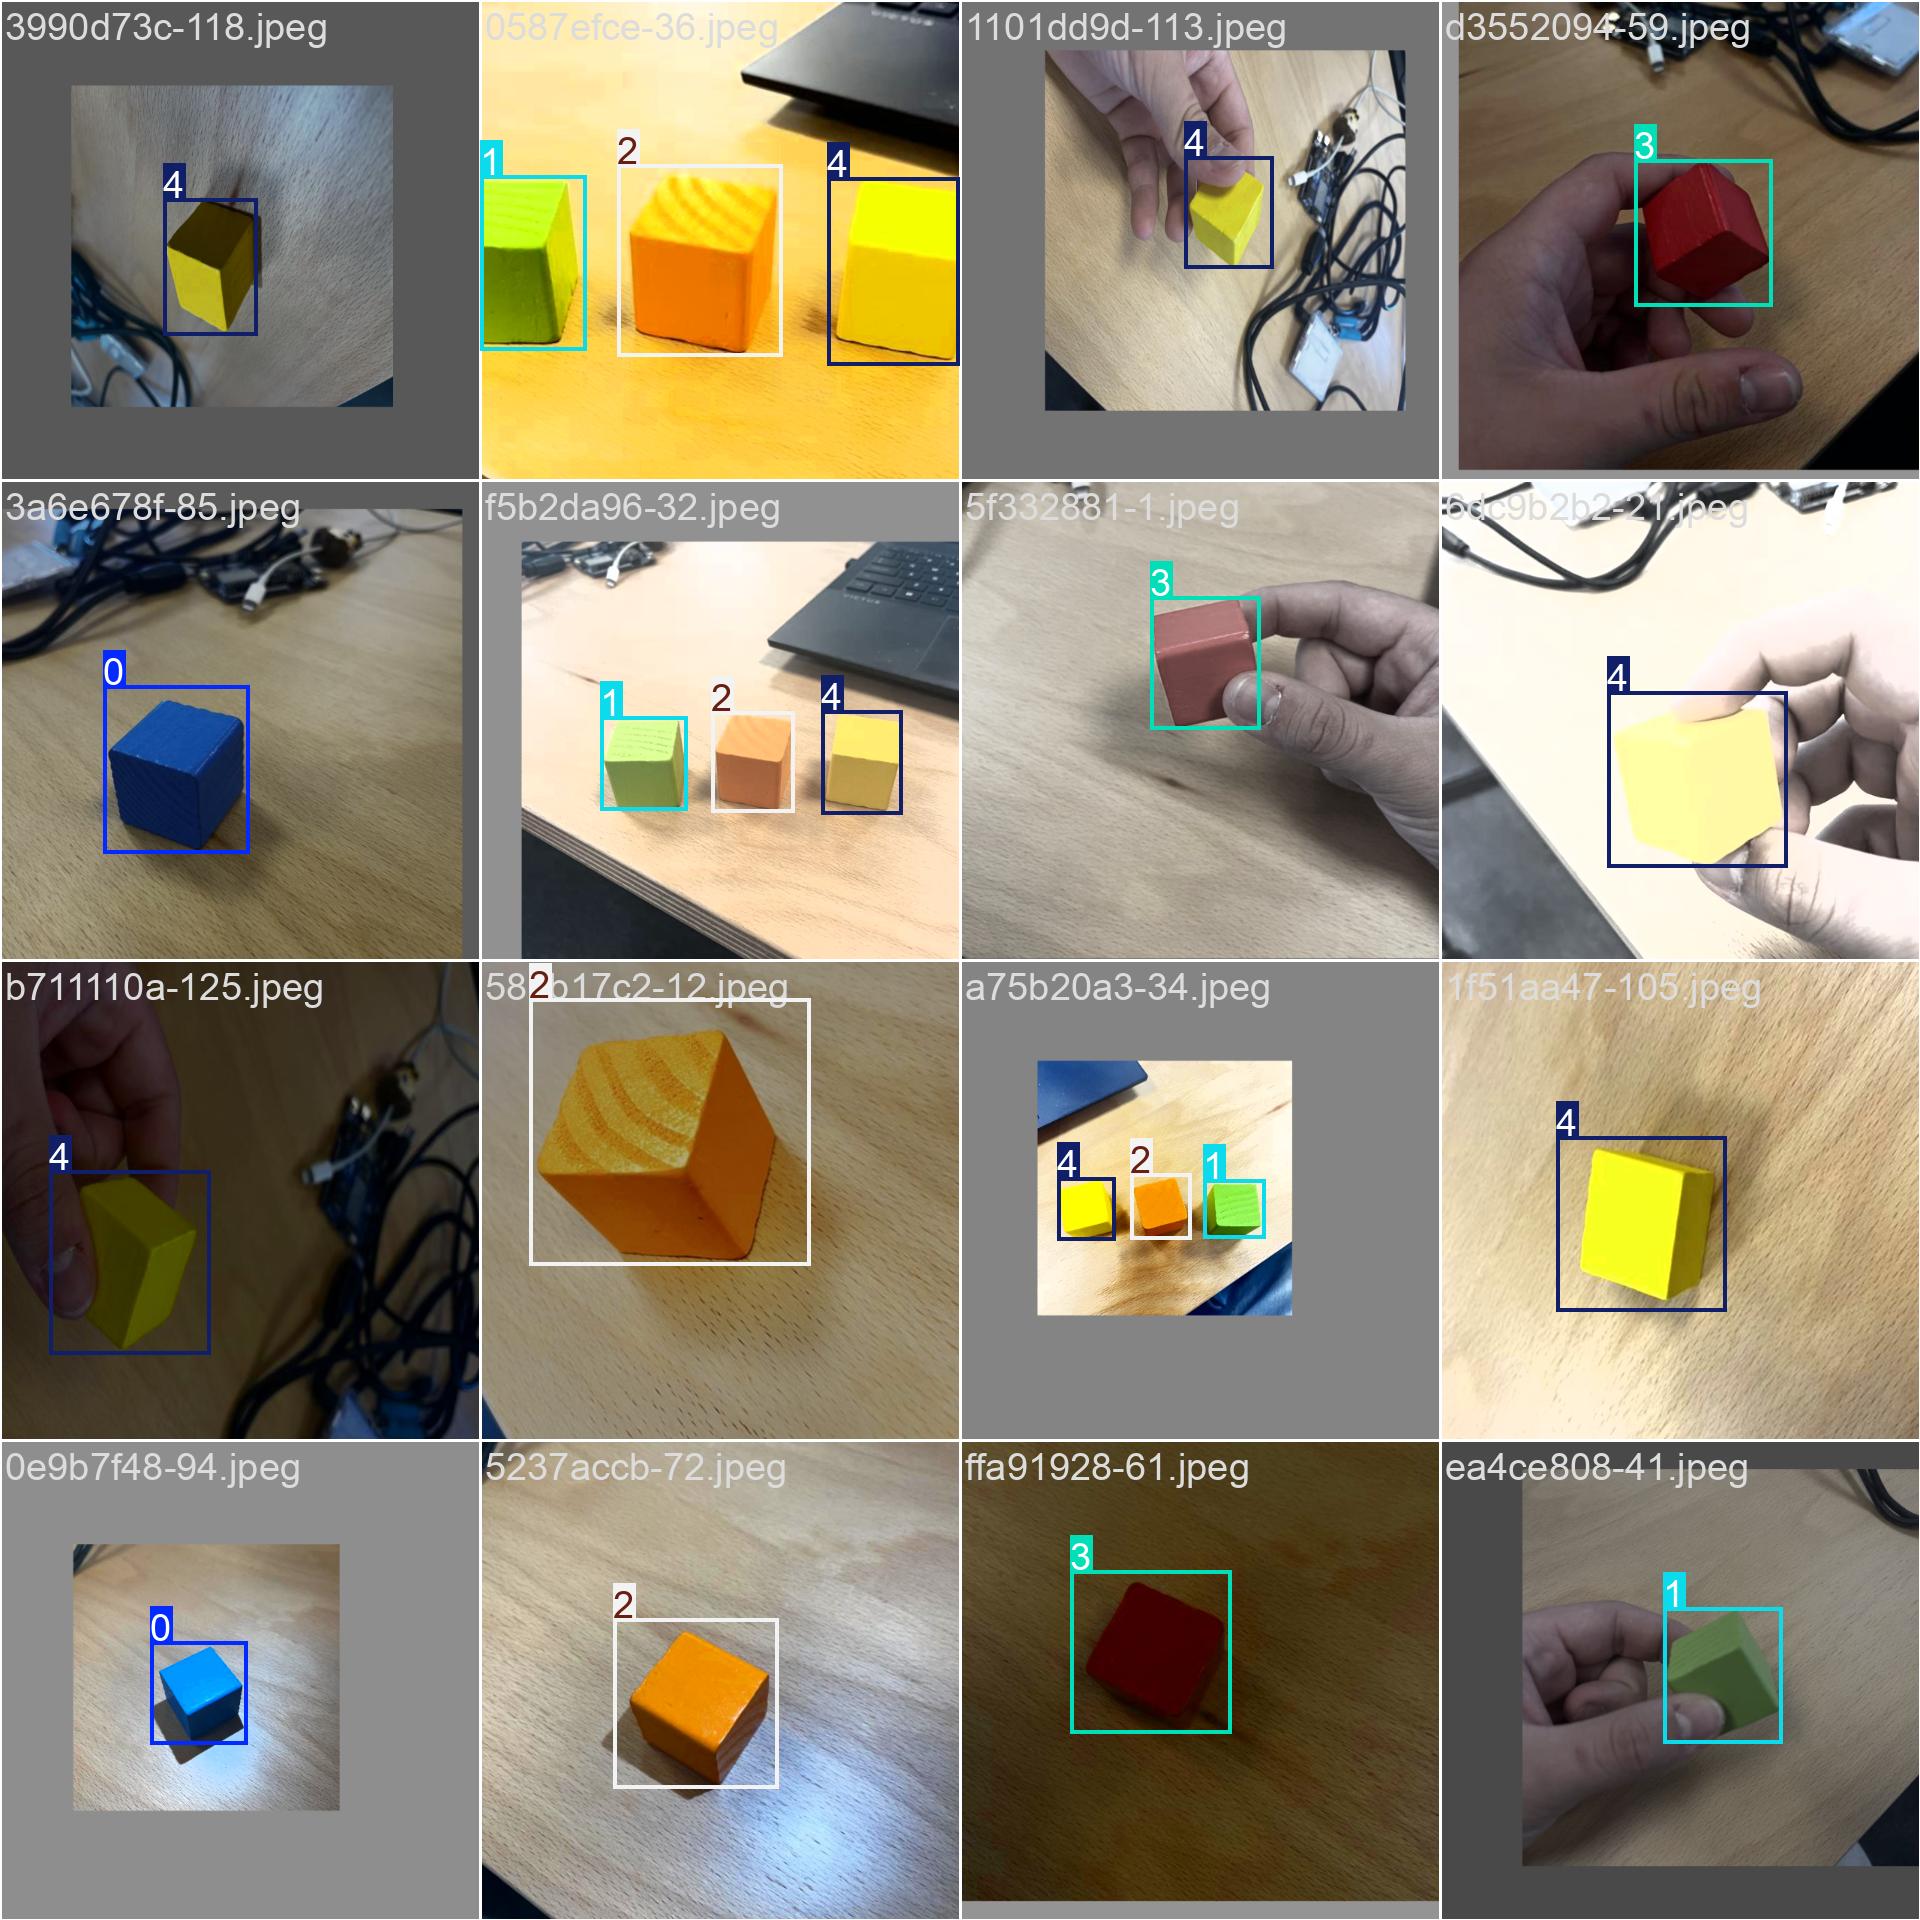 3990d73c-118.jpeg
4
0587efce-36.jpeg
VICTUS
1
2
4
1101dd9d-113.jpeg
4
d3552094-59.jpeg
3
3a6e678f-85.jpeg
0
f5b2da96-32.jpeg
VICTUS
1
2
4
5f332881-1.jpeg
3
6dc9b2b2-21.jpeg
4
b711110a-125.jpeg
4
2
b17c2-12.jpeg
a75b20a3-34.jpeg
4
2
1
1f51aa47-105.jpeg
4
0e9b7f48-94.jpeg
0
5237accb-72.jpeg
2
ffa91928-61.jpeg
3
ea4ce808-41.jpeg
1